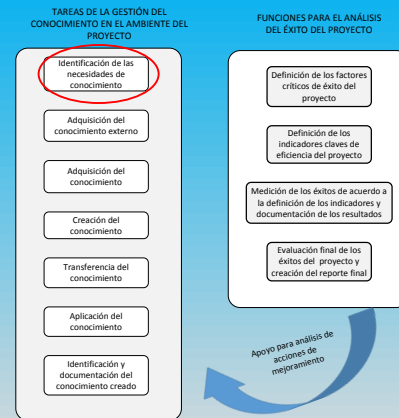 TAREAS DE LA GESTIÓN DEL
CONOCIMIENTO EN EL AMBIENTE DEL
PROYECTO
Identificación de las
necesidades de
conocimiento
Adquisición del
conocimiento externo
Adquisición del
conocimiento
Creación del
conocimiento
Transferencia del
conocimiento
Aplicación del
conocimiento
Identificación y
documentación del
conocimiento creado
FUNCIONES PARA EL ANÁLISIS
DEL ÉXITO DEL PROYECTO
Definición de los factores
críticos de éxito del
proyecto
Definición de los
indicadores claves de
eficiencia del proyecto
Medición de los éxitos de acuerdo a
la definición de los indicadores y
documentación de los resultados
Evaluación final de los
éxitos del proyecto y
creación del reporte final
Apoyo para análisis de
acciones de
mejoramiento